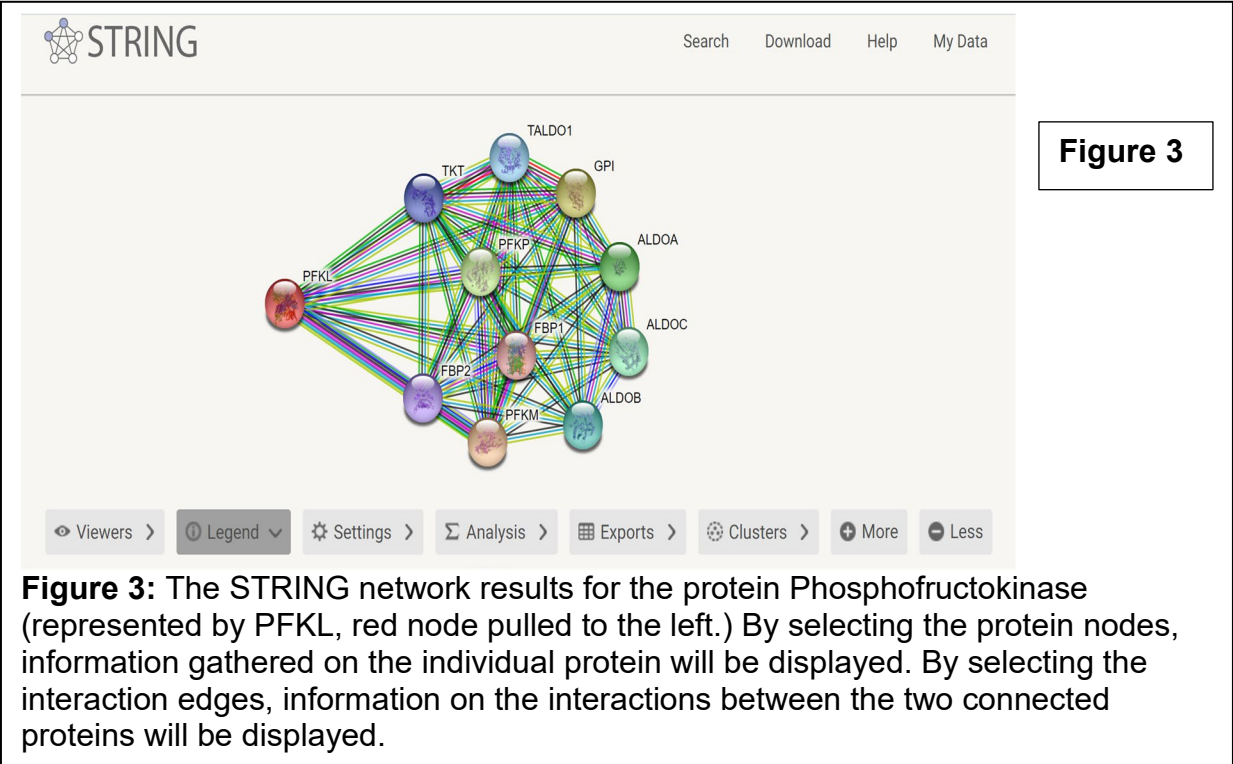 STRING
Search Download Help My Data
Figure 3
TALDO1
TKT
GPI
PFKP
ALDOA
PFKL
ALDOC
FBP1
FBP2
ALDOB
PFKM
Viewers Legend Settings Analysis Exports Clusters More Less
Figure 3: The STRING network results for the protein Phosphofructokinase
(represented by PFKL, red node pulled to the left.) By selecting the protein nodes,
information gathered on the individual protein will be displayed. By selecting the
interaction edges, information on the interactions between the two connected
proteins will be displayed.